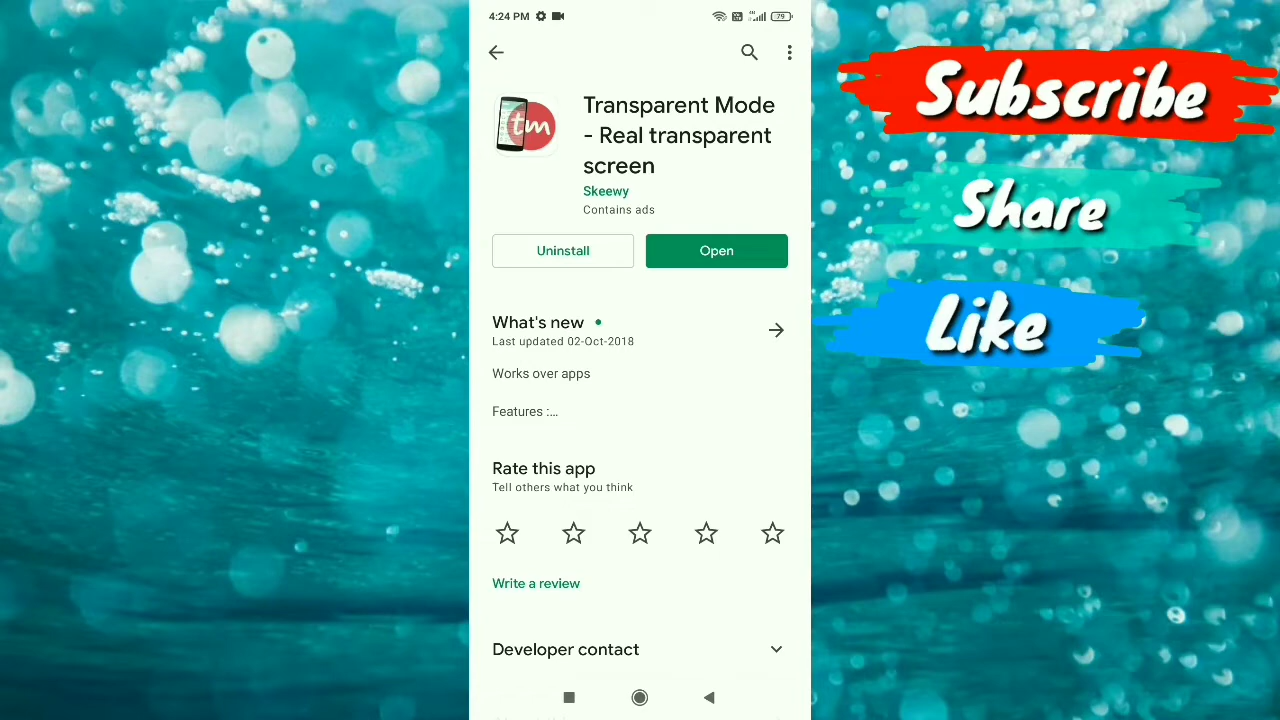 4:24 PM
79
Transparent Mode
- Real transparent
screen
tm
Skeewy
Contains ads
Uninstall
Open
What's new
Last updated 02-Oct-2018
Works over apps
Features :...
Rate this app
Tell others what you think
Write a review
Developer contact
Subscribe
Share
Like